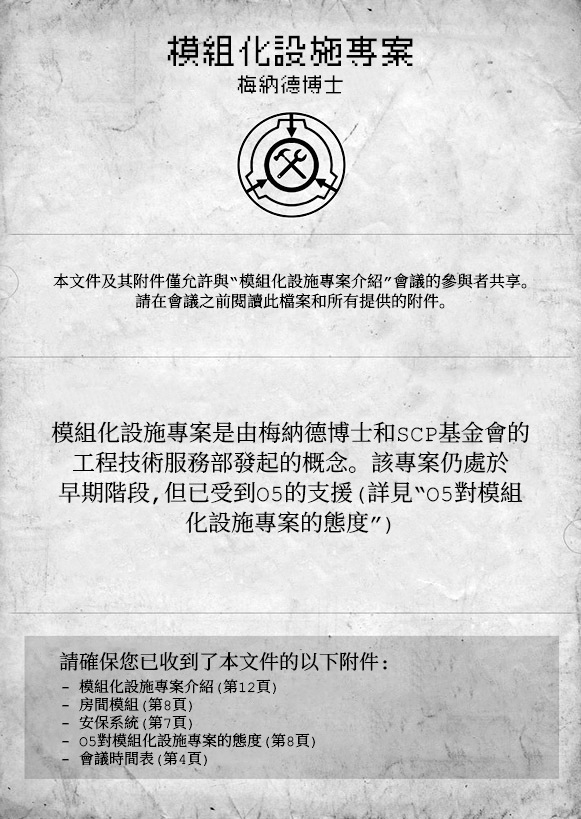 模組化設施專案
梅納德博士
本文件及其附件僅允許與“模組化設施專案介紹”會議的參與者共享。
請在會議之前閱讀此檔案和所有提供的附件。
模組化設施專案是由梅納德博士和SCP基金會的
工程技術服務部發起的概念。該專案仍處於
早期階段,但已受到O5的支援(詳見“O5對模組
化設施專案的態度”)
請確保您已收到了本文件的以下附件:
- 模組化設施專案介紹(第12頁)
- 房間模組(第8頁)
- 安保系統(第7頁)
- O5對模組化設施專案的態度(第8頁)
- 會議時間表(第4頁)